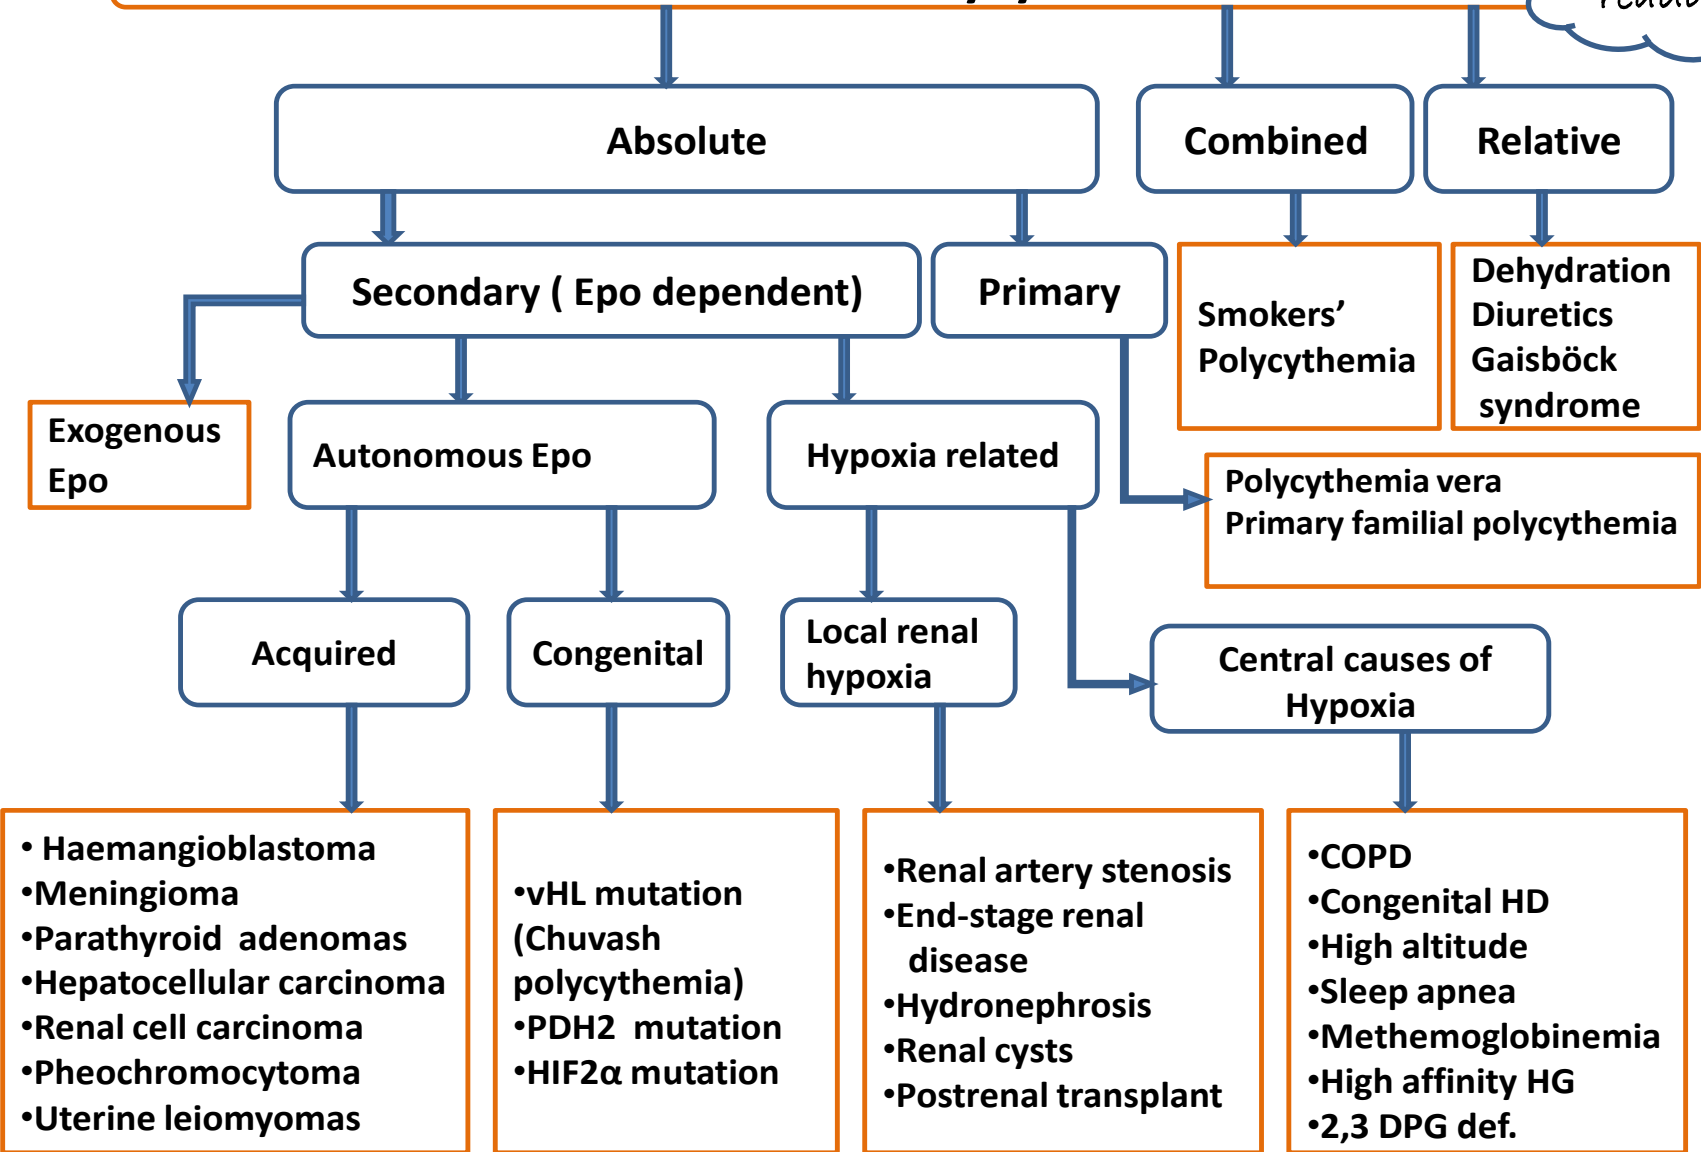 Absolute
Combined
Relative
Secondary ( Epo dependent)
Primary
Smokers’
Polycythemia
Dehydration
Diuretics
Gaisböck
syndrome
Exogenous
Epo
Autonomous Epo
Hypoxia related
Polycythemia vera
Primary familial polycythemia
Acquired
Congenital
Local renal
hypoxia
Central causes of
Hypoxia
• Haemangioblastoma
•Meningioma
•Parathyroid adenomas
•Hepatocellular carcinoma
•Renal cell carcinoma
•Pheochromocytoma
•Uterine leiomyomas
•vHL mutation
(Chuvash
polycythemia)
•PDH2 mutation
•HIF2α mutation
•Renal artery stenosis
•End-stage renal
disease
•Hydronephrosis
•Renal cysts
•Postrenal transplant
•COPD
•Congenital HD
•High altitude
•Sleep apnea
•Methemoglobinemia
•High affinity HG
•2,3 DPG def.